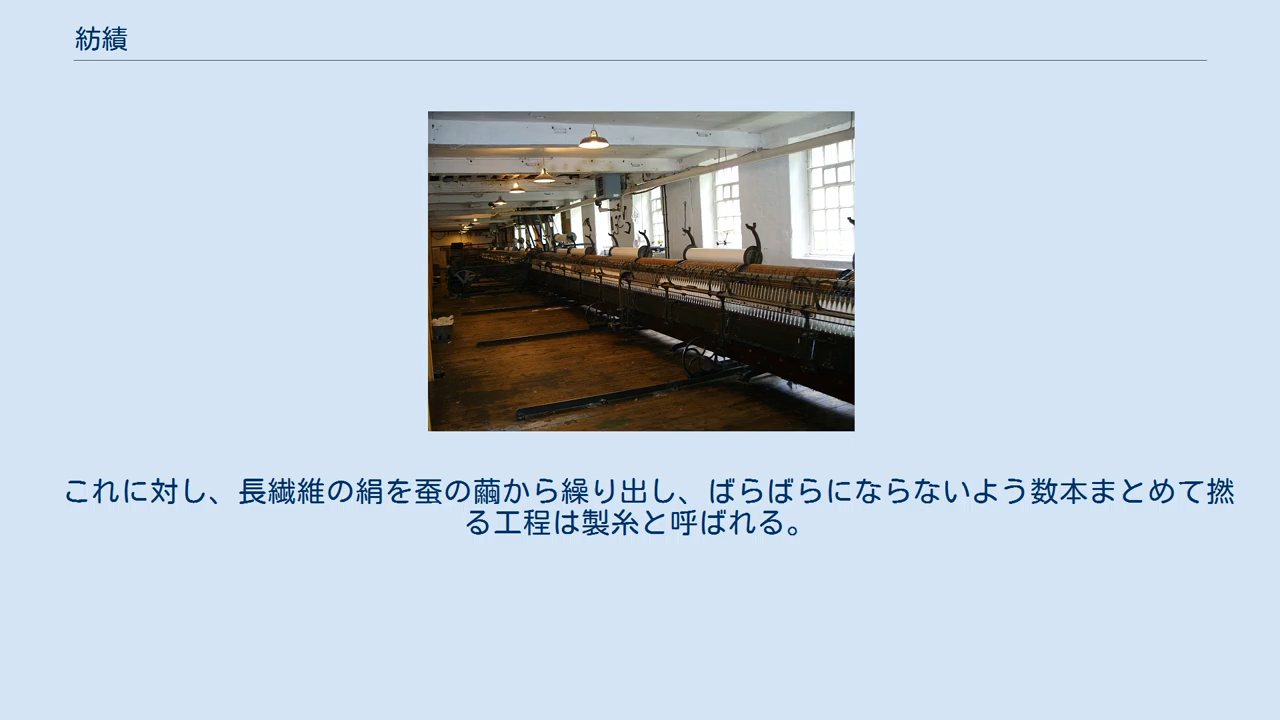 紡績
これに対し、長繊維の絹を蚕の繭から繰り出し、ばらばらにならないよう数本まとめて撚
る工程は製糸と呼ばれる。